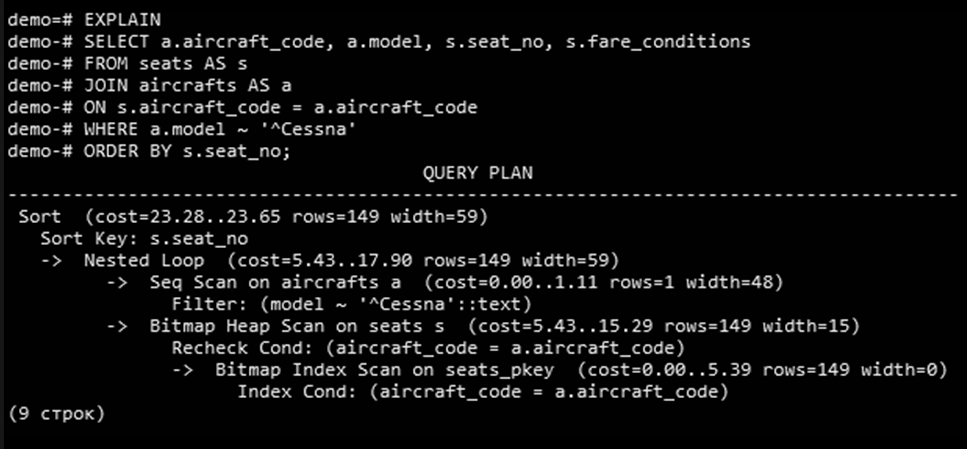 demo=# EXPLAIN
demo-# SELECT a.aircraft_code, a.model, s.seat_no, s.fare_conditions
demo-# FROM seats AS s
demo-# JOIN aircrafts AS a
demo-# ON s.aircraft_code = a.aircraft_code
demo-# WHERE a.model ~ '^Cessna'
demo-# ORDER BY s.seat_no;
QUERY PLAN
--------------------------------------------------------------------------------------
Sort  (cost=23.28..23.65 rows=149 width=59)
  Sort Key: s.seat_no
  ->  Nested Loop  (cost=5.43..17.90 rows=149 width=59)
        ->  Seq Scan on aircrafts a  (cost=0.00..1.11 rows=1 width=48)
              Filter: (model ~ '^Cessna'::text)
        ->  Bitmap Heap Scan on seats s  (cost=5.43..15.29 rows=149 width=15)
              Recheck Cond: (aircraft_code = a.aircraft_code)
              ->  Bitmap Index Scan on seats_pkey  (cost=0.00..5.39 rows=149 width=0)
                    Index Cond: (aircraft_code = a.aircraft_code)
(9 строк)